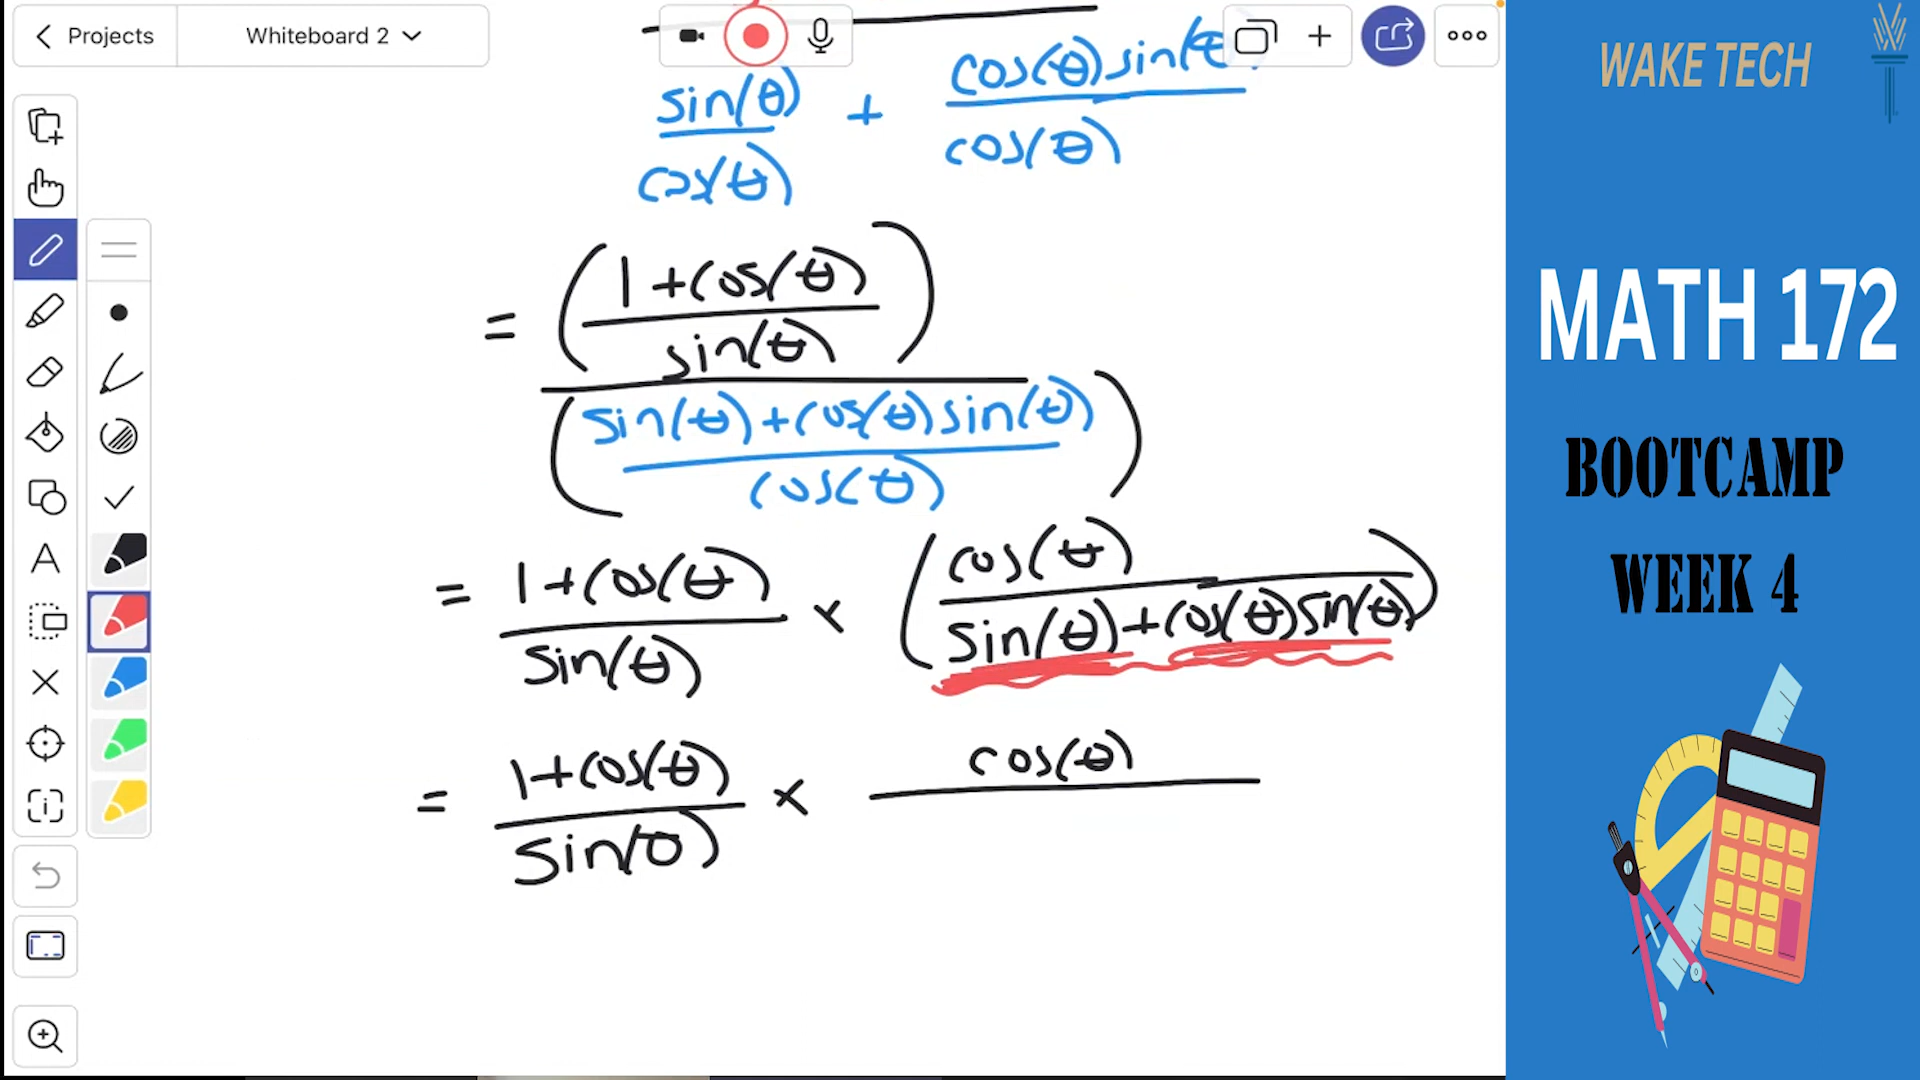 Projects
Whiteboard 2
WAKE TECH
sin(θ)
cos(θ)
+
cos(θ)sin(θ)
cos(θ)
= (1+cos(θ)
sin(θ))
(sin(θ)+cos(θ)sin(θ)
cos(θ))
= 1+cos(θ)
sin(θ)
×
(cos(θ)
sin(θ)+cos(θ)sin(θ))
= 1+cos(θ)
sin(θ)
×
cos(θ)
MATH 172
BOOTCAMP
WEEK 4
A